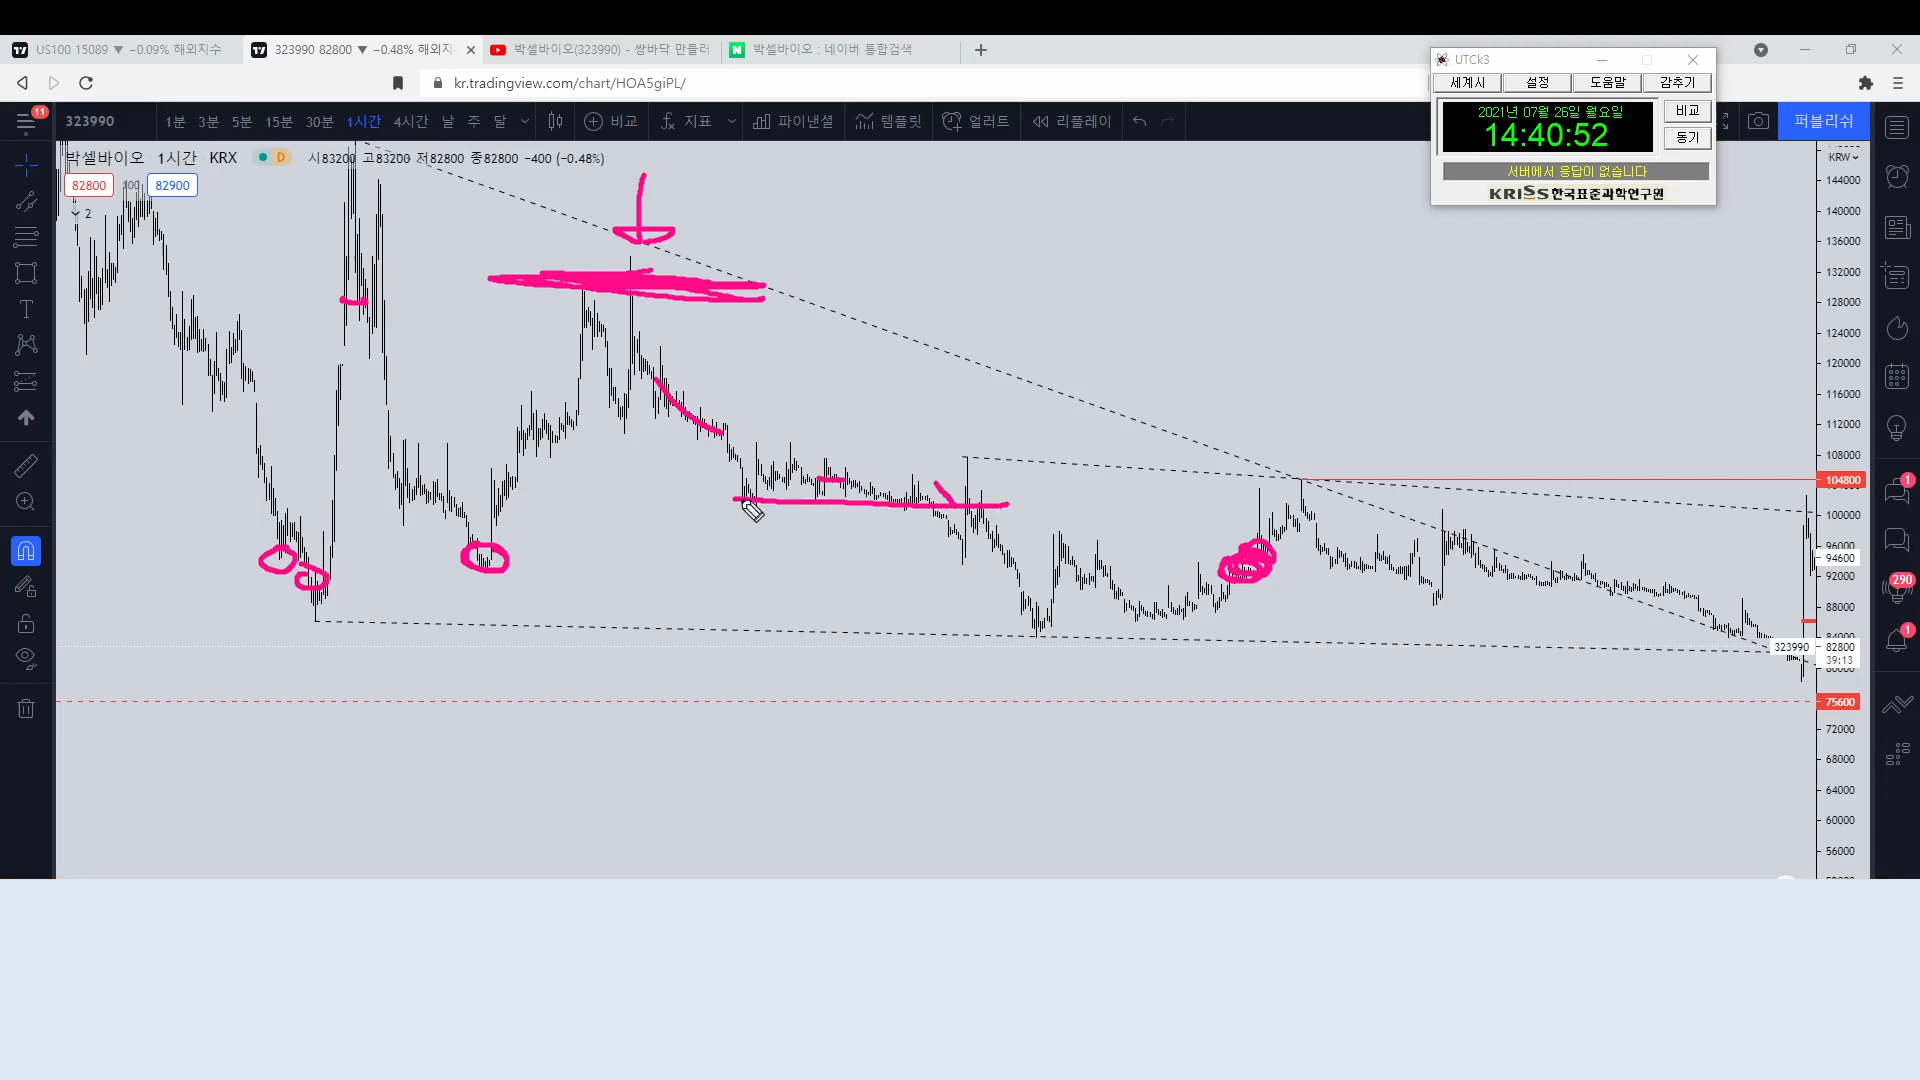 US100 15089 ▼ −0.09% 해외지수
323990 82800 ▼ −0.48% 해외지
박셀바이오(323990) - 쌍바닥 만들러
박셀바이오 : 네이버 통합검색
kr.tradingview.com/chart/HOA5giPL/
UTCk3
세계시 설정 도움말 감추기
2021년 07월 26일 월요일
14:40:52
비교
동기
서버에서 응답이 없습니다
KRISS 한국표준과학연구원
11
323990
1분 3분 5분 15분 30분 1시간 4시간 날 주 달
비교 지표 파이낸셜 템플릿 얼러트 리플레이
퍼블리쉬
박셀바이오 · 1시간 · KRX
D
시83200 고83200 저82800 종82800 −400 (−0.48%)
82800 100 82900
2
KRW
144000
140000
136000
132000
128000
124000
120000
116000
112000
108000
104800
100000
96000
94600
92000
88000
84000
323990 82800
39:13
80000
75600
72000
68000
64000
60000
56000
1
290
1